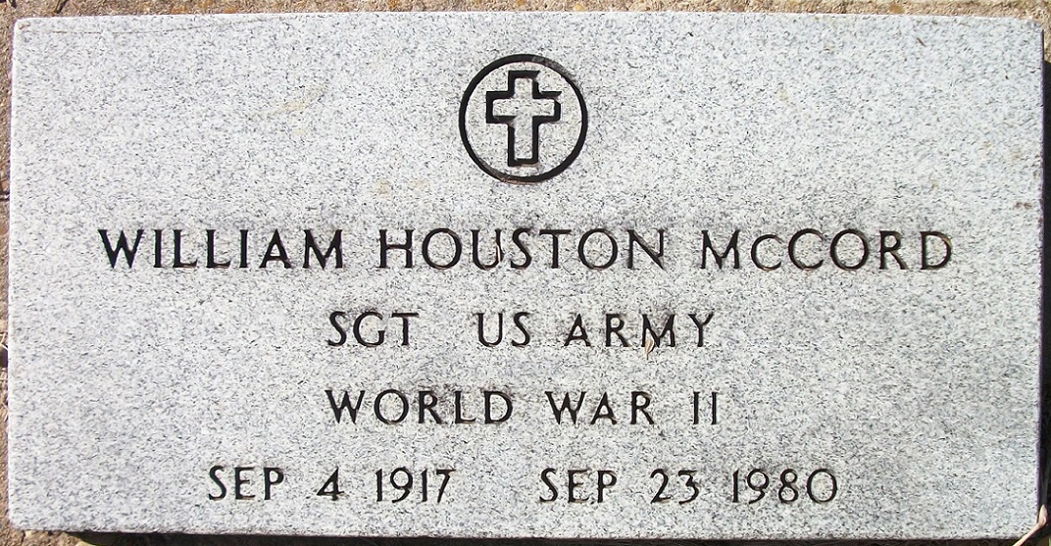 WILLIAM HOUSTON McCORD
SGT US ARMY
WORLD WAR II
SEP 4 1917 SEP 23 1980